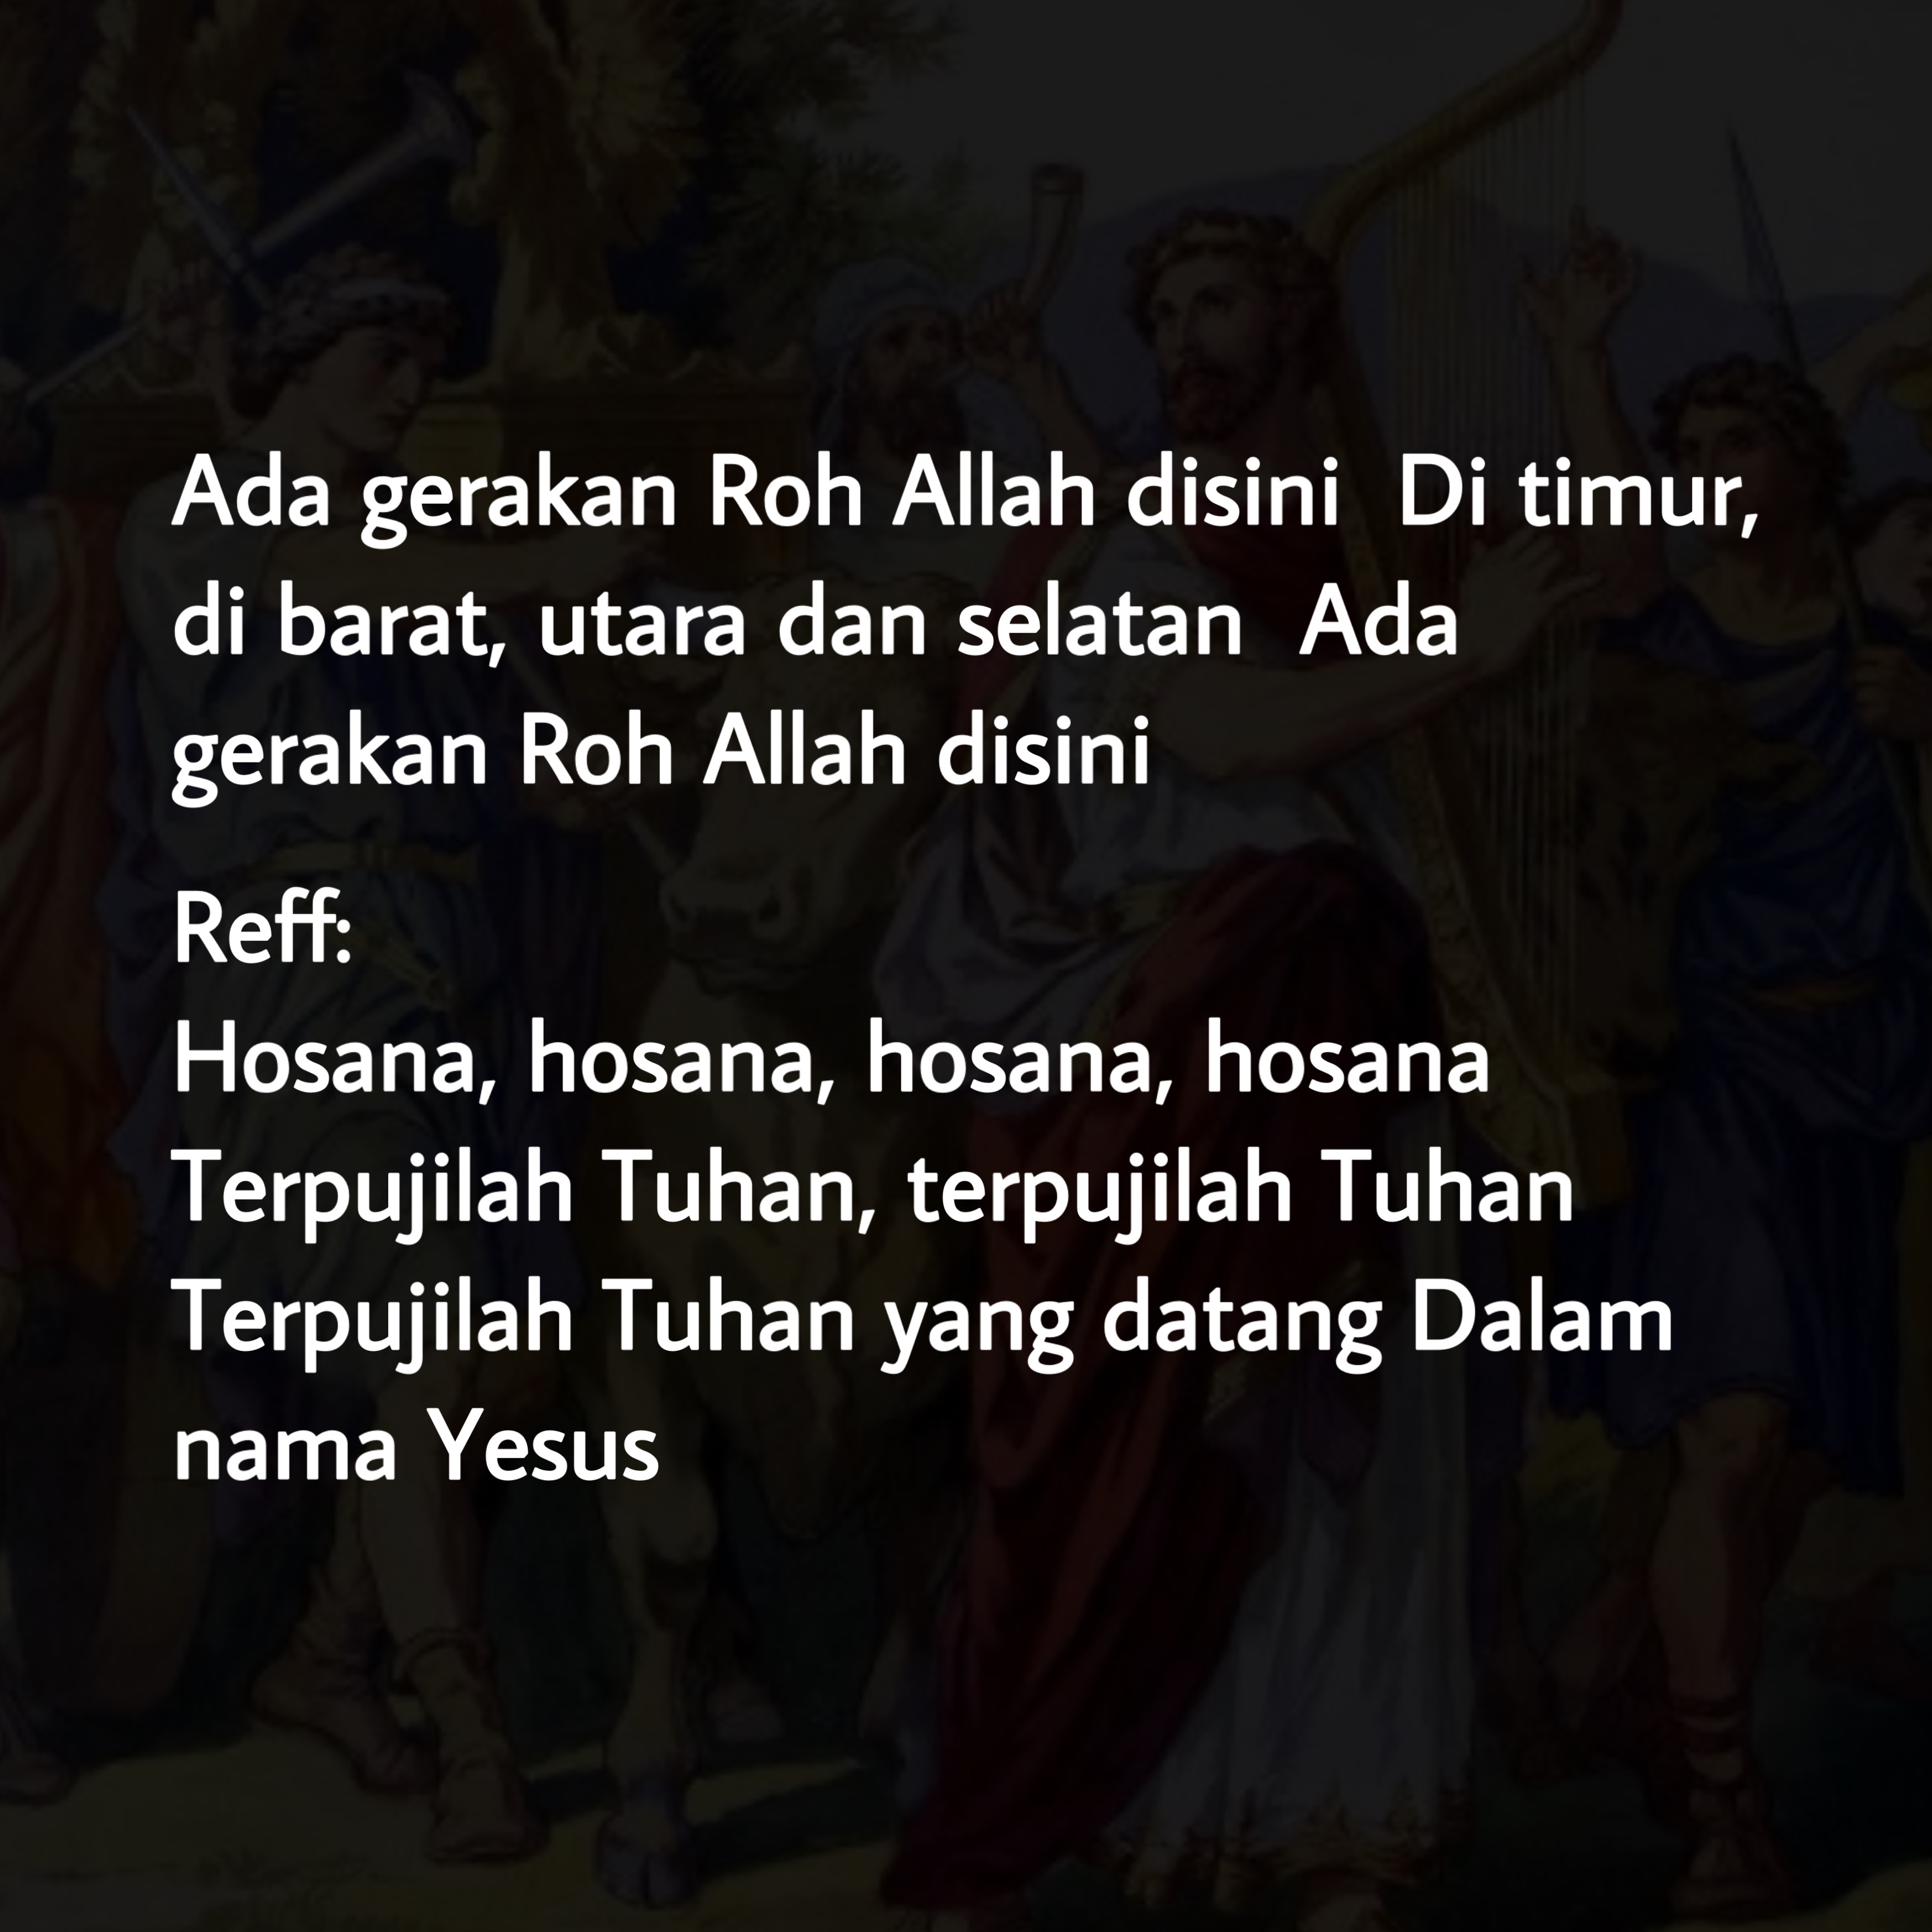 Ada gerakan Roh Allah disini  Di timur,
di barat, utara dan selatan  Ada
gerakan Roh Allah disini
Reff:
Hosana, hosana, hosana, hosana
Terpujilah Tuhan, terpujilah Tuhan
Terpujilah Tuhan yang datang Dalam
nama Yesus